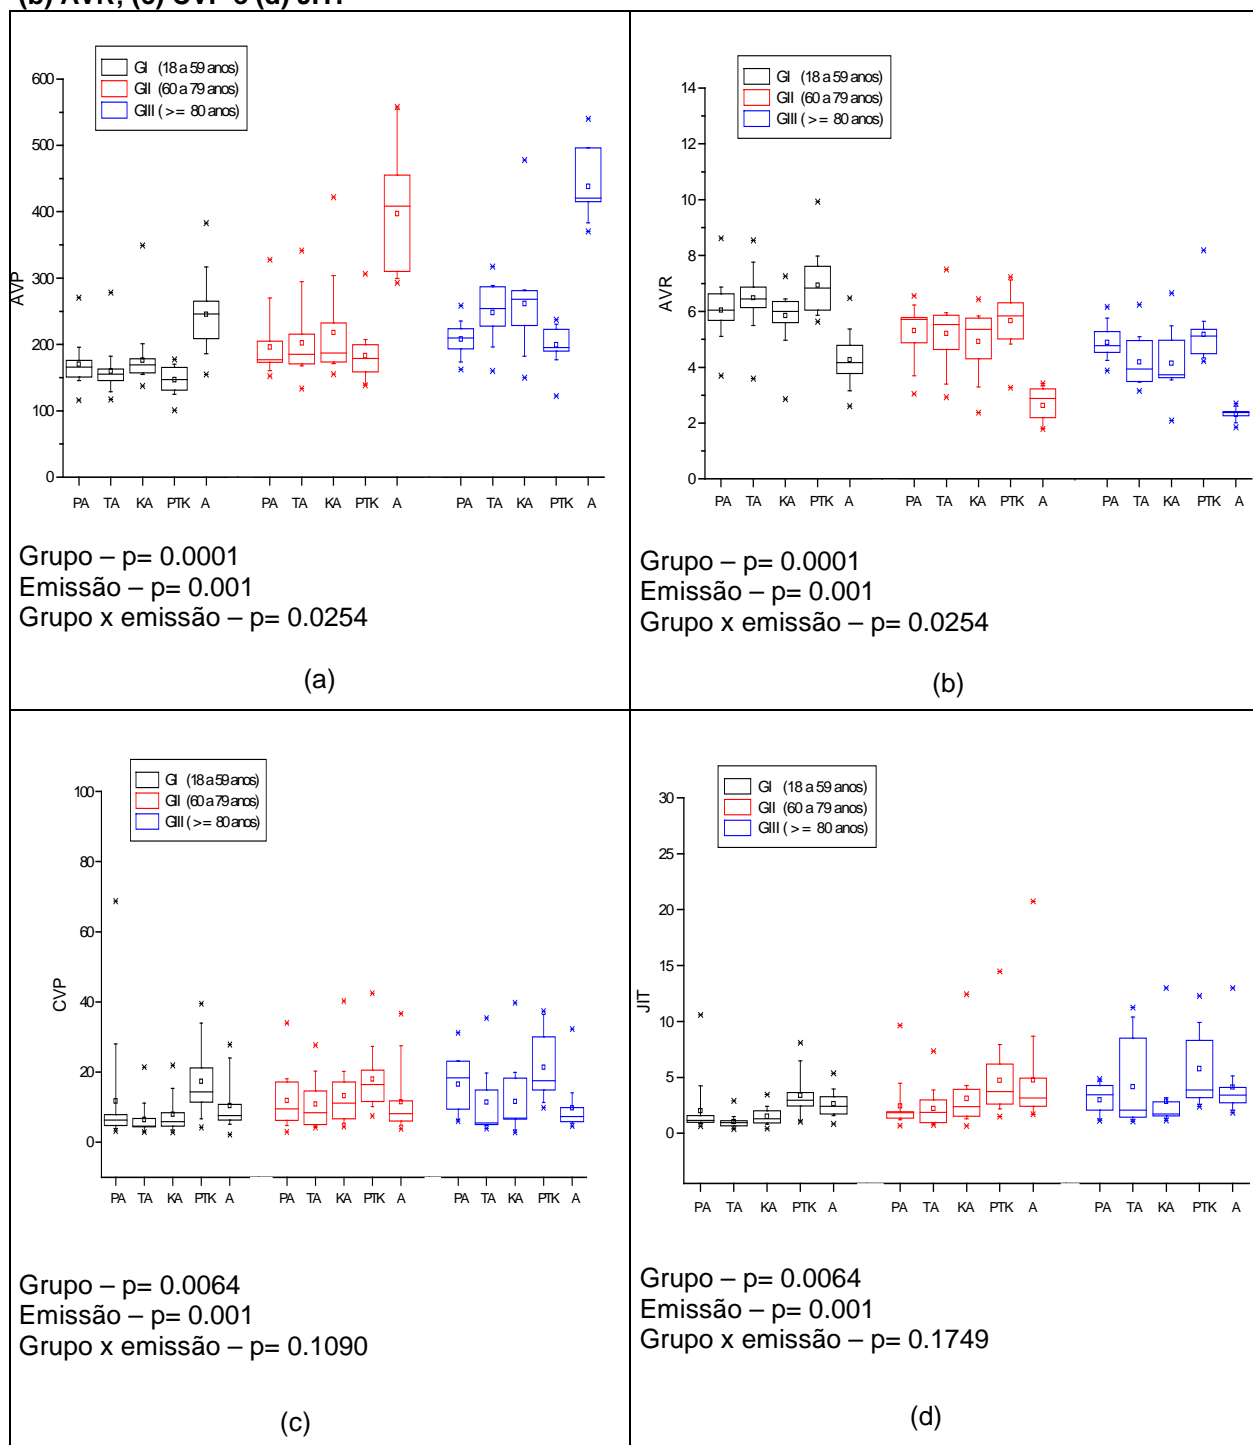 (b) AVR; (c) CVP e (d) JIT.
GI (18 a 59 anos)
GII (60 a 79 anos)
GIII ( >= 80 anos)
600
500
400
300
200
100
0
AVP
PA TA KA PTK A PA TA KA PTK A PA TA KA PTK A
Grupo – p= 0.0001
Emissão – p= 0.001
Grupo x emissão – p= 0.0254
(a)
GI (18 a 59 anos)
GII (60 a 79 anos)
GIII ( >= 80 anos)
14
12
10
8
6
4
2
0
AVR
PA TA KA PTK A PA TA KA PTK A PA TA KA PTK A
Grupo – p= 0.0001
Emissão – p= 0.001
Grupo x emissão – p= 0.0254
(b)
GI (18 a 59 anos)
GII (60 a 79 anos)
GIII ( >= 80 anos)
100
80
60
40
20
0
CVP
PA TA KA PTK A PA TA KA PTK A PA TA KA PTK A
Grupo – p= 0.0064
Emissão – p= 0.001
Grupo x emissão – p= 0.1090
(c)
GI (18 a 59 anos)
GII (60 a 79 anos)
GIII ( >= 80 anos)
30
25
20
15
10
5
0
JIT
PA TA KA PTK A PA TA KA PTK A PA TA KA PTK A
Grupo – p= 0.0064
Emissão – p= 0.001
Grupo x emissão – p= 0.1749
(d)